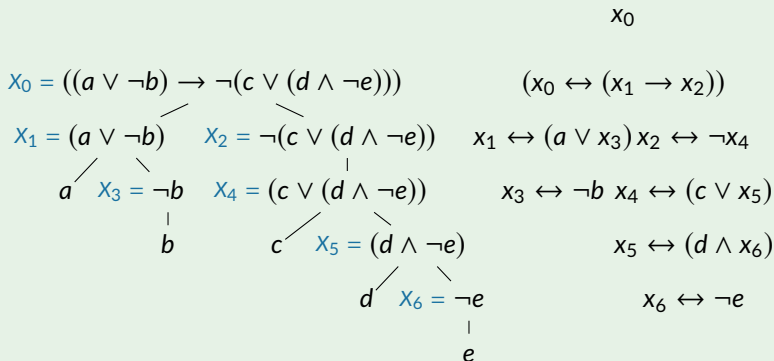 x₀
x₀ = ((a ∨ ¬b) → ¬(c ∨ (d ∧ ¬e))) (x₀ ↔ (x₁ → x₂))
x₁ = (a ∨ ¬b) x₂ = ¬(c ∨ (d ∧ ¬e)) x₁ ↔ (a ∨ x₃) x₂ ↔ ¬x₄
a x₃ = ¬b x₄ = (c ∨ (d ∧ ¬e)) x₃ ↔ ¬b x₄ ↔ (c ∨ x₅)
b c x₅ = (d ∧ ¬e) x₅ ↔ (d ∧ x₆)
d x₆ = ¬e x₆ ↔ ¬e
e